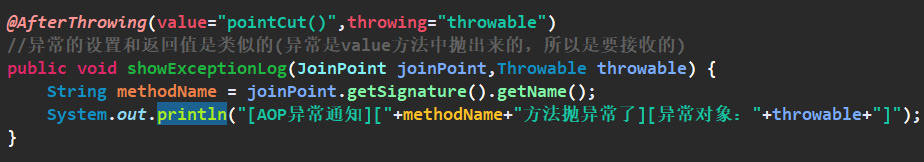 @AfterThrowing(value="pointCut()",throwing="throwable")
//异常的设置和返回值是类似的(异常是value方法中抛出来的，所以是要接收的)
public void showExceptionLog(JoinPoint joinPoint,Throwable throwable) {
    String methodName = joinPoint.getSignature().getName();
    System.out.println("[AOP异常通知]["+methodName+"方法抛异常了][异常对象："+throwable+"]");
}